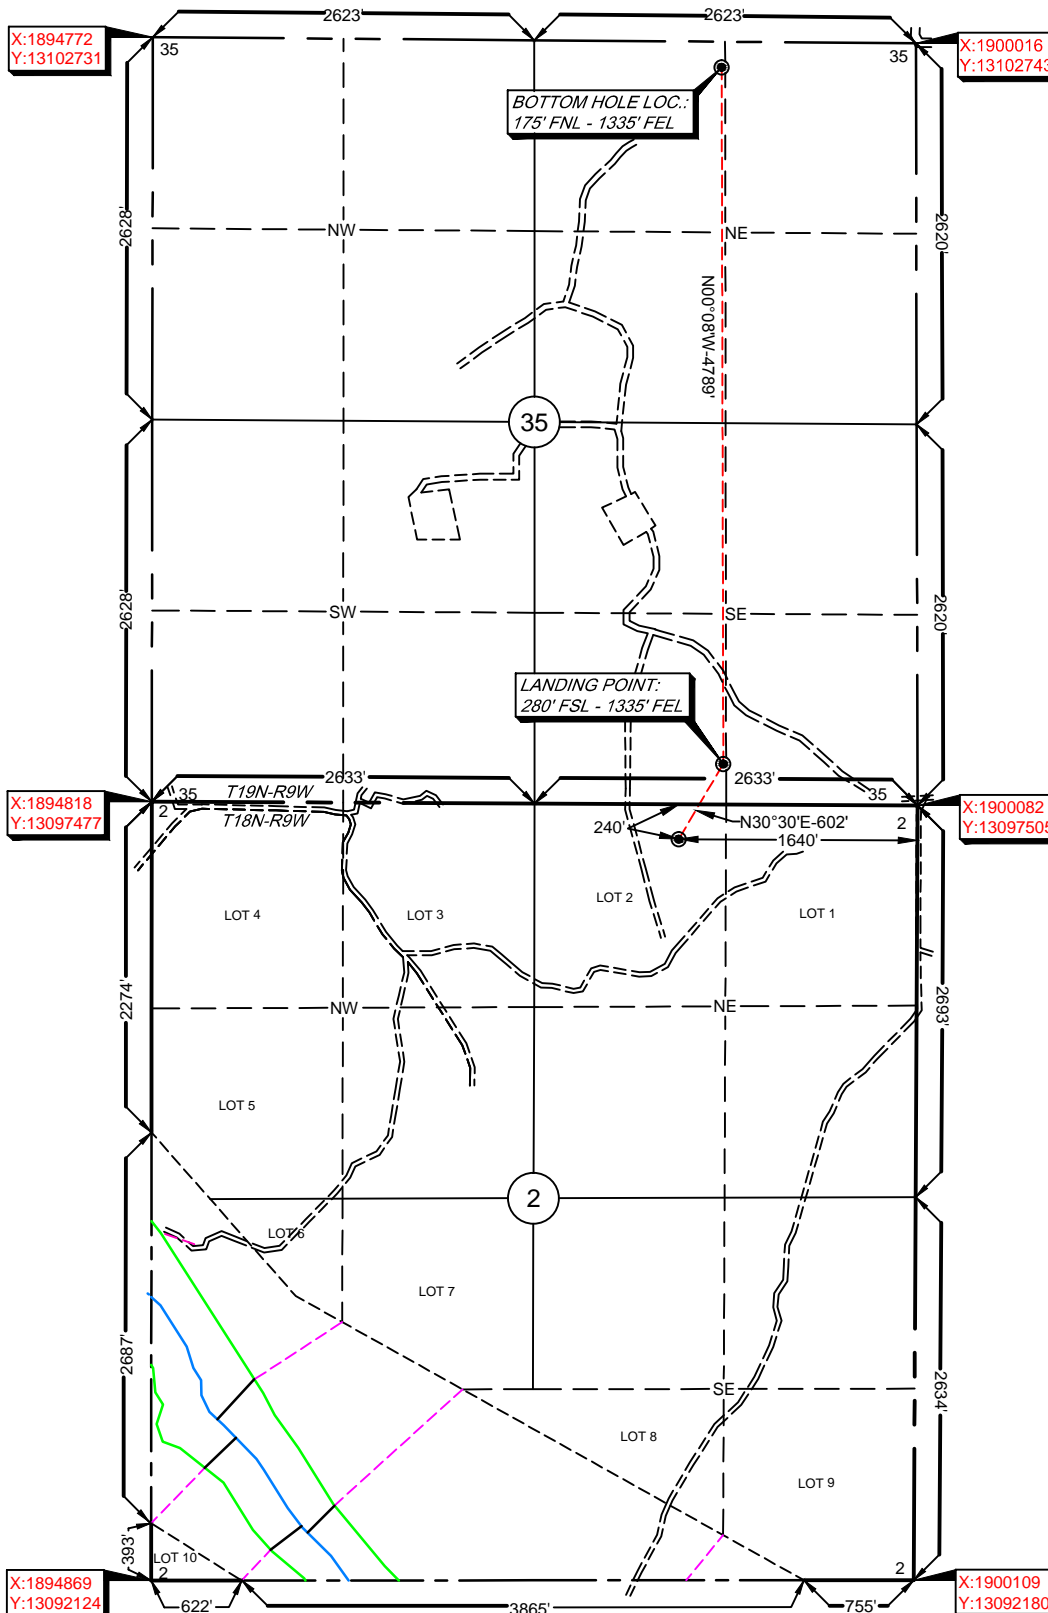 2623'
2623'
X:1894772
Y:13102731
35
35
X:1900016
Y:13102743
BOTTOM HOLE LOC.:
175' FNL - 1335' FEL
2628'
NW
NE
2620'
N00°08'W-4789'
35
2628'
SW
SE
2620'
LANDING POINT:
280' FSL - 1335' FEL
2633'
2633'
X:1894818
Y:13097477
35
T19N-R9W
35
2
T18N-R9W
2
X:1900082
Y:13097505
240'
N30°30'E-602'
1640'
LOT 4
LOT 3
LOT 2
LOT 1
2274'
NW
NE
2693'
LOT 5
2
LOT 6
LOT 7
2687'
SE
2634'
LOT 8
LOT 9
393'
LOT 10
2
2
X:1894869
Y:13092124
622'
3865'
755'
X:1900109
Y:13092180